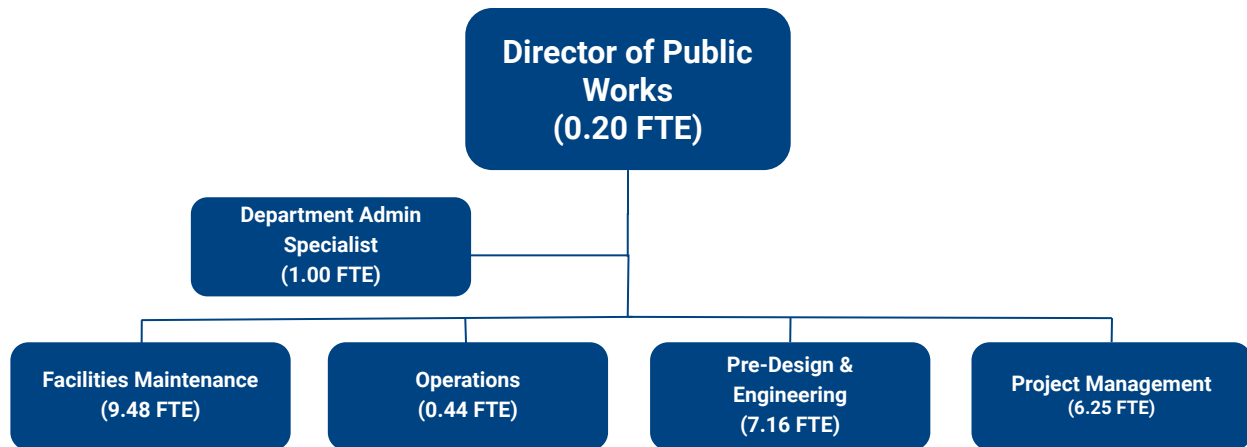 Director of Public
Works
(0.20 FTE)
Department Admin
Specialist
(1.00 FTE)
Facilities Maintenance
(9.48 FTE)
Operations
(0.44 FTE)
Pre-Design &
Engineering
(7.16 FTE)
Project Management
(6.25 FTE)